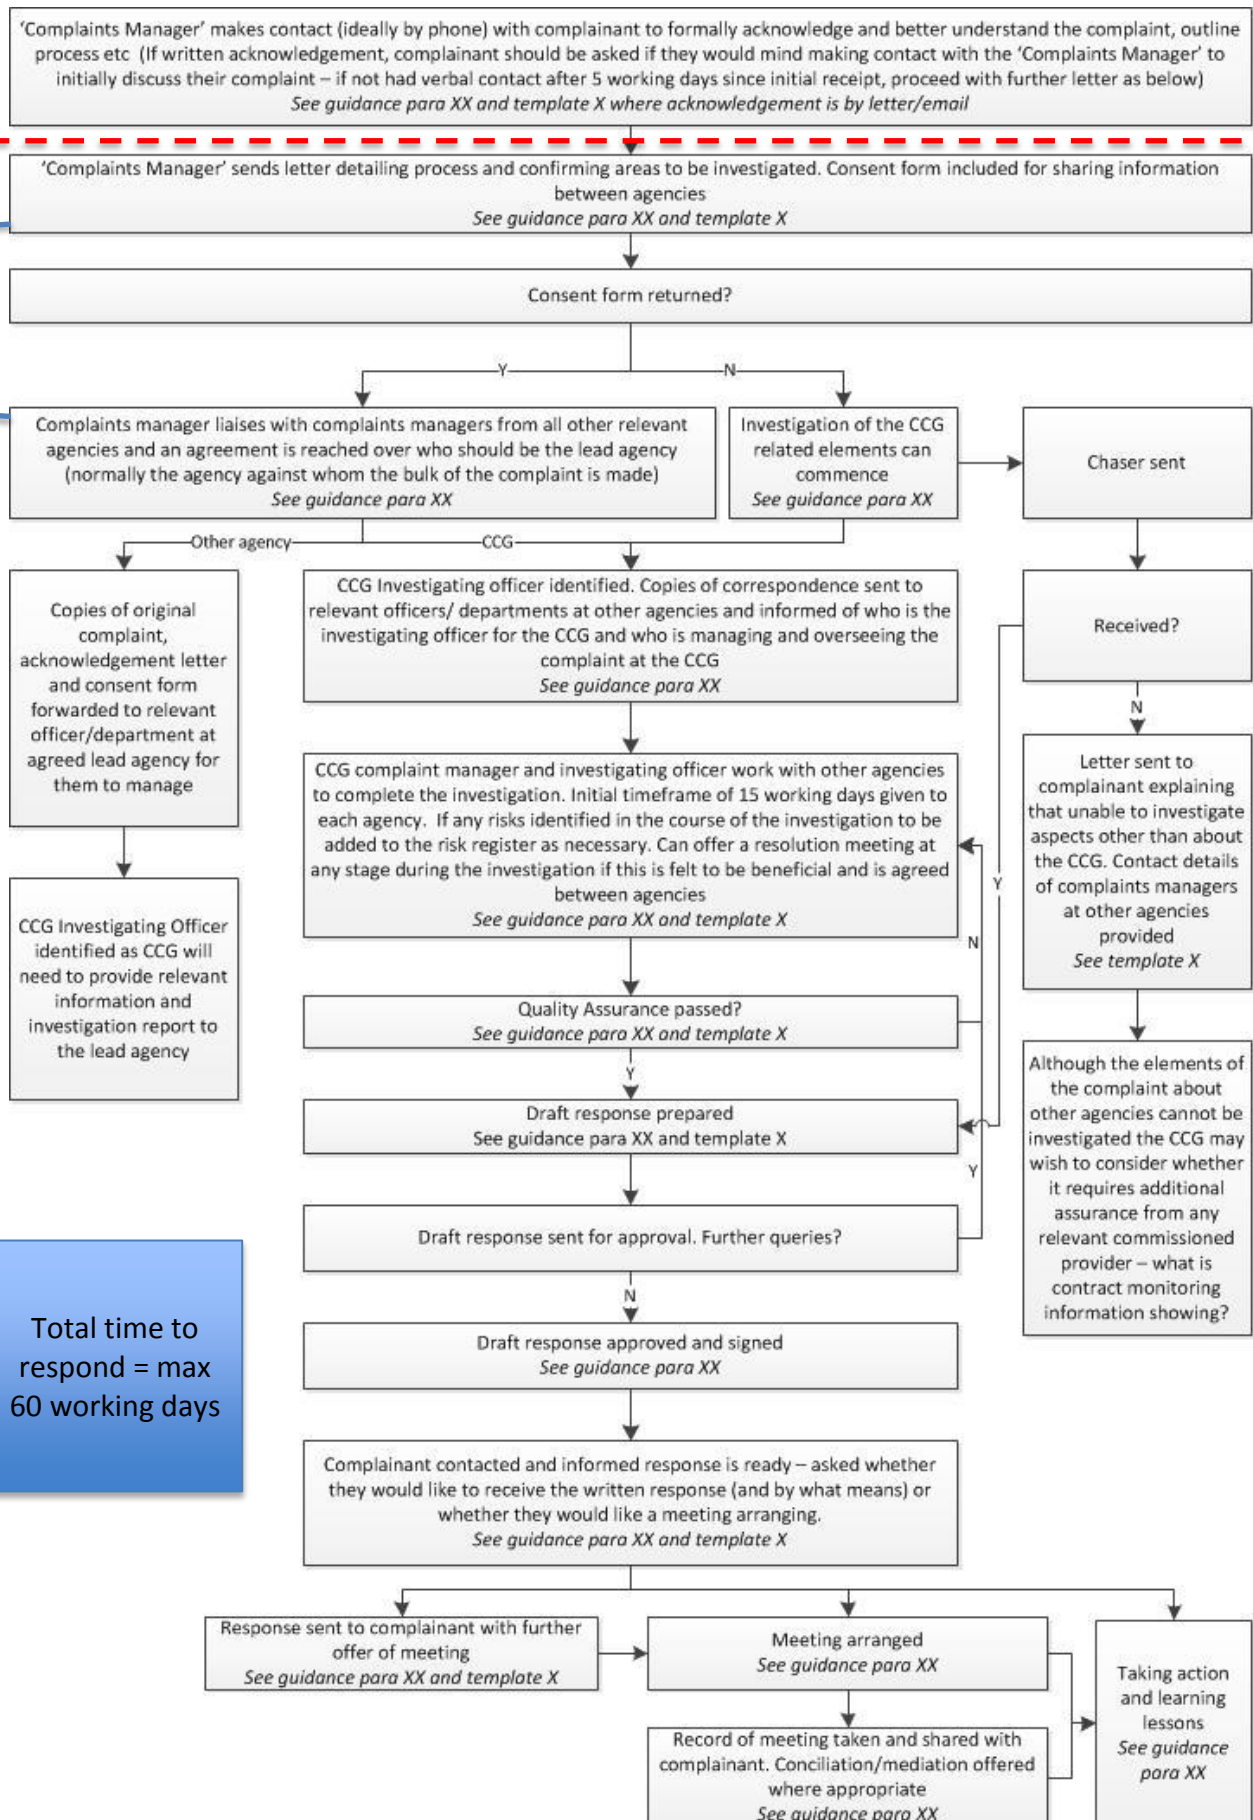 ‘Complaints Manager’ makes contact (ideally by phone) with complainant to formally acknowledge and better understand the complaint, outline
process etc (If written acknowledgement, complainant should be asked if they would mind making contact with the ‘Complaints Manager’ to
initially discuss their complaint – if not had verbal contact after 5 working days since initial receipt, proceed with further letter as below)
See guidance para XX and template X where acknowledgement is by letter/email
‘Complaints Manager’ sends letter detailing process and confirming areas to be investigated. Consent form included for sharing information
between agencies
See guidance para XX and template X
Consent form returned?
Y
N
Complaints manager liaises with complaints managers from all other relevant
agencies and an agreement is reached over who should be the lead agency
(normally the agency against whom the bulk of the complaint is made)
See guidance para XX
Investigation of the CCG
related elements can
commence
See guidance para XX
Chaser sent
Other agency
CCG
Copies of original
complaint,
acknowledgement letter
and consent form
forwarded to relevant
officer/department at
agreed lead agency for
them to manage
CCG Investigating officer identified. Copies of correspondence sent to
relevant officers/ departments at other agencies and informed of who is the
investigating officer for the CCG and who is managing and overseeing the
complaint at the CCG
See guidance para XX
Received?
N
CCG complaint manager and investigating officer work with other agencies
to complete the investigation. Initial timeframe of 15 working days given to
each agency. If any risks identified in the course of the investigation to be
added to the risk register as necessary. Can offer a resolution meeting at
any stage during the investigation if this is felt to be beneficial and is agreed
between agencies
See guidance para XX and template X
Y
N
Letter sent to
complainant explaining
that unable to investigate
aspects other than about
the CCG. Contact details
of complaints managers
at other agencies
provided
See template X
CCG Investigating Officer
identified as CCG will
need to provide relevant
information and
investigation report to
the lead agency
Quality Assurance passed?
See guidance para XX and template X
Y
Draft response prepared
See guidance para XX and template X
Y
Although the elements of
the complaint about
other agencies cannot be
investigated the CCG may
wish to consider whether
it requires additional
assurance from any
relevant commissioned
provider – what is
contract monitoring
information showing?
Draft response sent for approval. Further queries?
N
Total time to
respond = max
60 working days
Draft response approved and signed
See guidance para XX
Complainant contacted and informed response is ready – asked whether
they would like to receive the written response (and by what means) or
whether they would like a meeting arranging.
See guidance para XX and template X
Response sent to complainant with further
offer of meeting
See guidance para XX and template X
Meeting arranged
See guidance para XX
Taking action
and learning
lessons
See guidance
para XX
Record of meeting taken and shared with
complainant. Conciliation/mediation offered
where appropriate
See guidance para XX